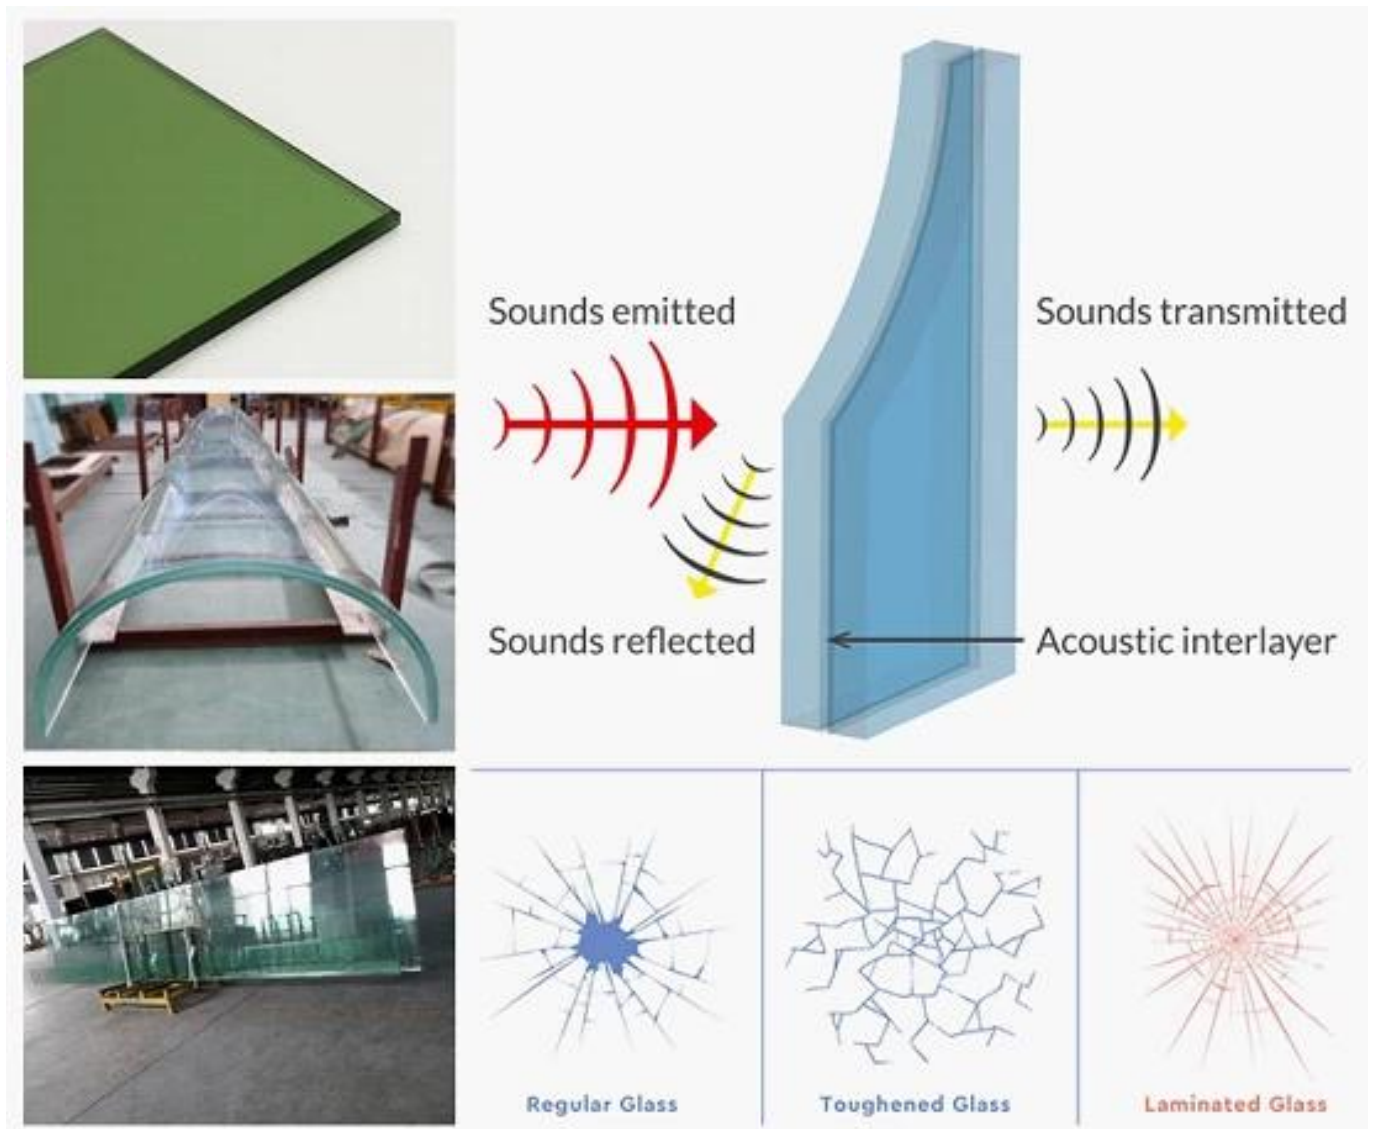 Sounds emitted
Sounds transmitted
Sounds reflected
Acoustic interlayer
Regular Glass
Toughened Glass
Laminated Glass